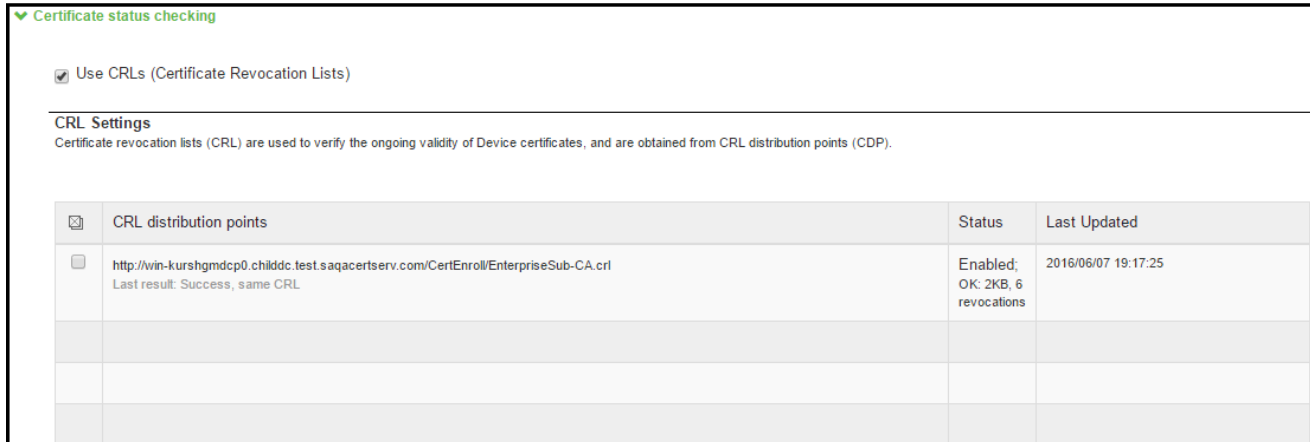 Certificate status checking
Use CRLs (Certificate Revocation Lists)
CRL Settings
Certificate revocation lists (CRL) are used to verify the ongoing validity of Device certificates, and are obtained from CRL distribution points (CDP).
CRL distribution points Status Last Updated
http://win-kurshgmdcp0.childdc.test.saqacertserv.com/CertEnroll/EnterpriseSub-CA.crl Enabled; 2016/06/07 19:17:25
Last result: Success, same CRL OK: 2KB, 6
revocations